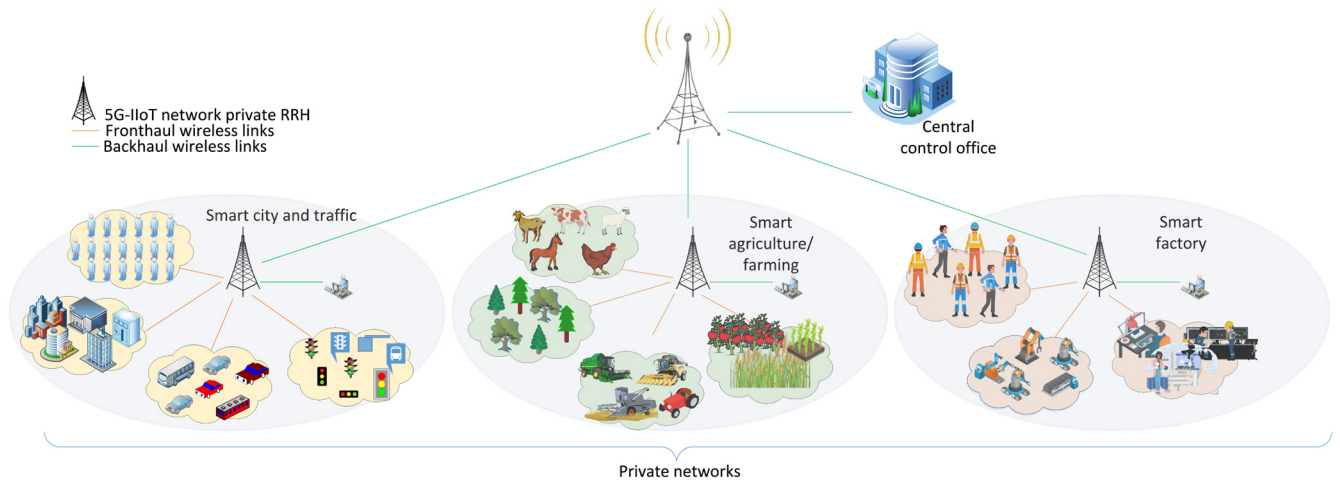 5G-IIoT network private RRH
Fronthaul wireless links
Backhaul wireless links
Central
control office
Smart city and traffic
Smart
agriculture/
farming
Smart
factory
Private networks